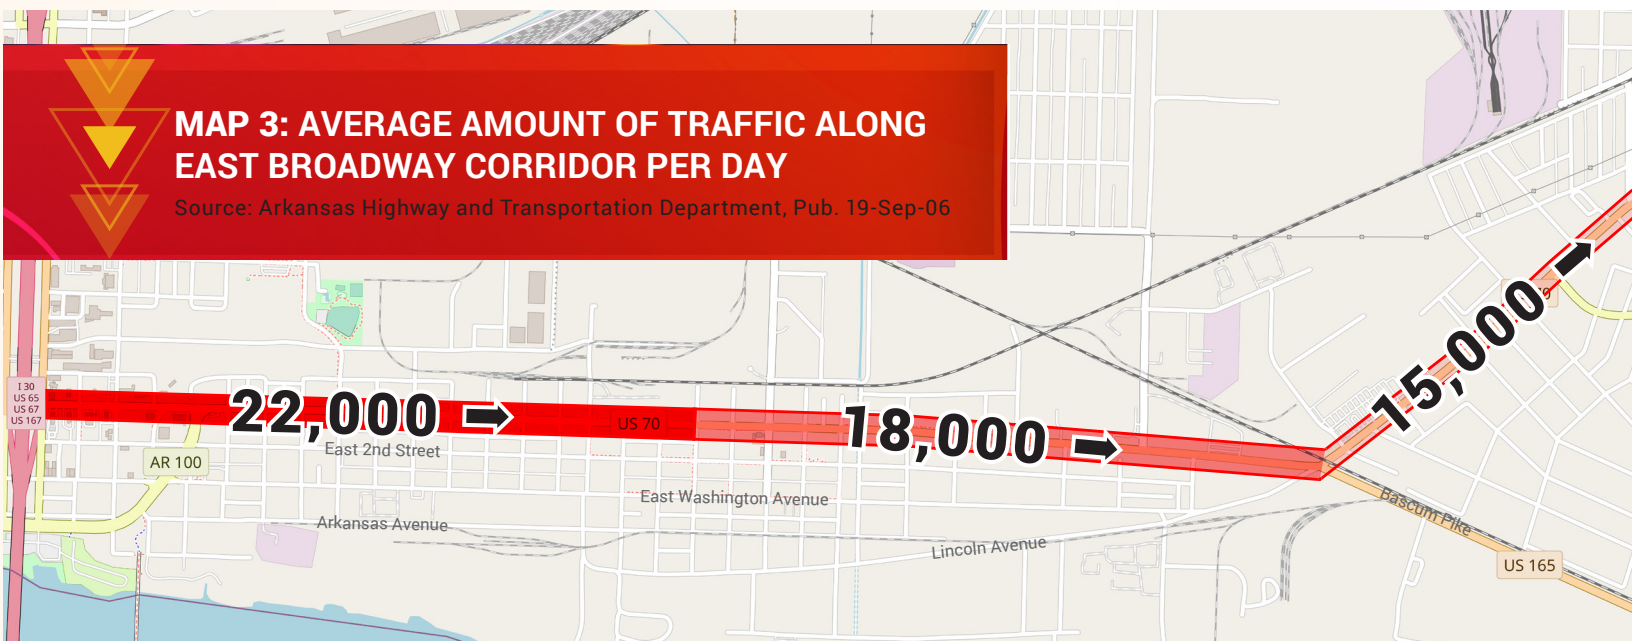 MAP 3: AVERAGE AMOUNT OF TRAFFIC ALONG
EAST BROADWAY CORRIDOR PER DAY
Source: Arkansas Highway and Transportation Department, Pub. 19-Sep-06
15,000
I 30
US 65
US 67
US 167
22,000
US 70
18,000
East 2nd Street
AR 100
East Washington Avenue
Bascum Pike
Arkansas Avenue
Lincoln Avenue
US 165